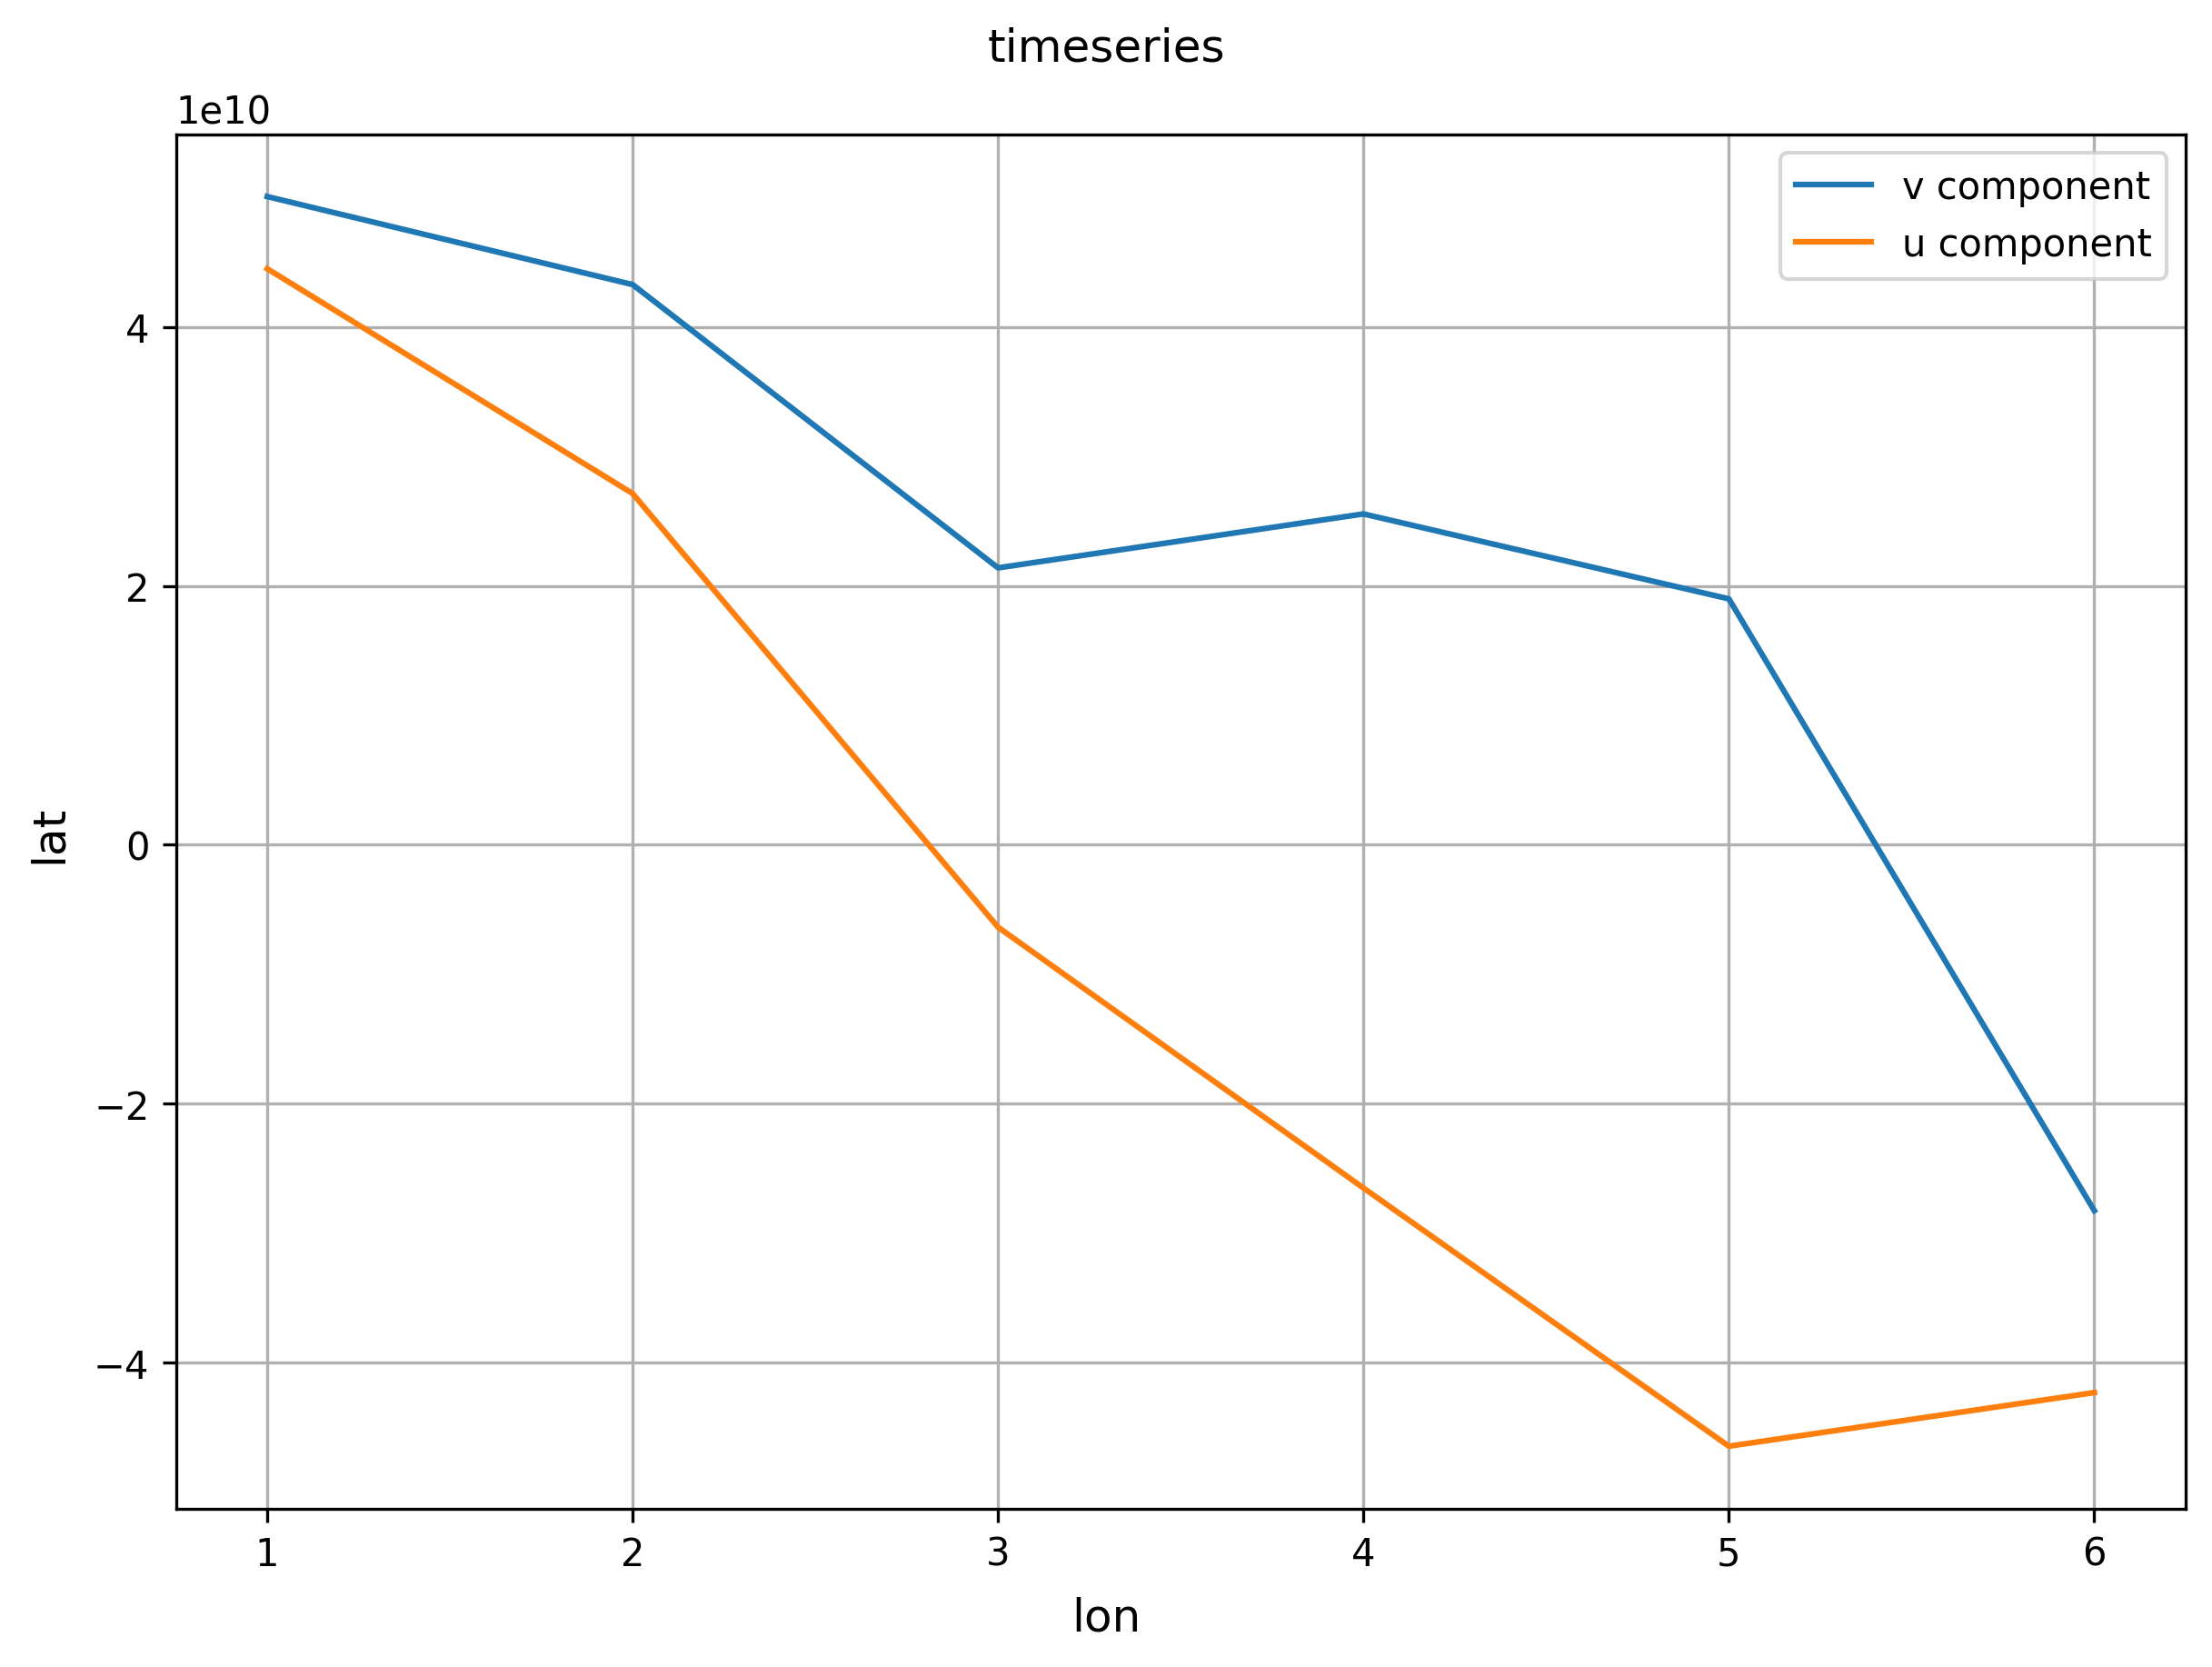 timeseries
1e10
v component
u component
4
2
0
−2
−4
lat
1 2 3 4 5 6
lon